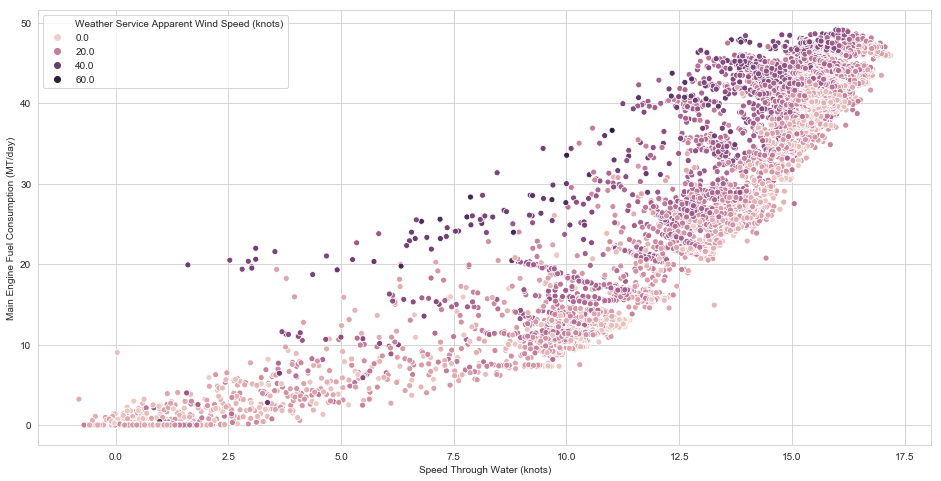 Weather Service Apparent Wind Speed (knots)
0.0
20.0
40.0
60.0
Main Engine Fuel Consumption (MT/day)
50
40
30
20
10
0
0.0 2.5 5.0 7.5 10.0 12.5 15.0 17.5
Speed Through Water (knots)